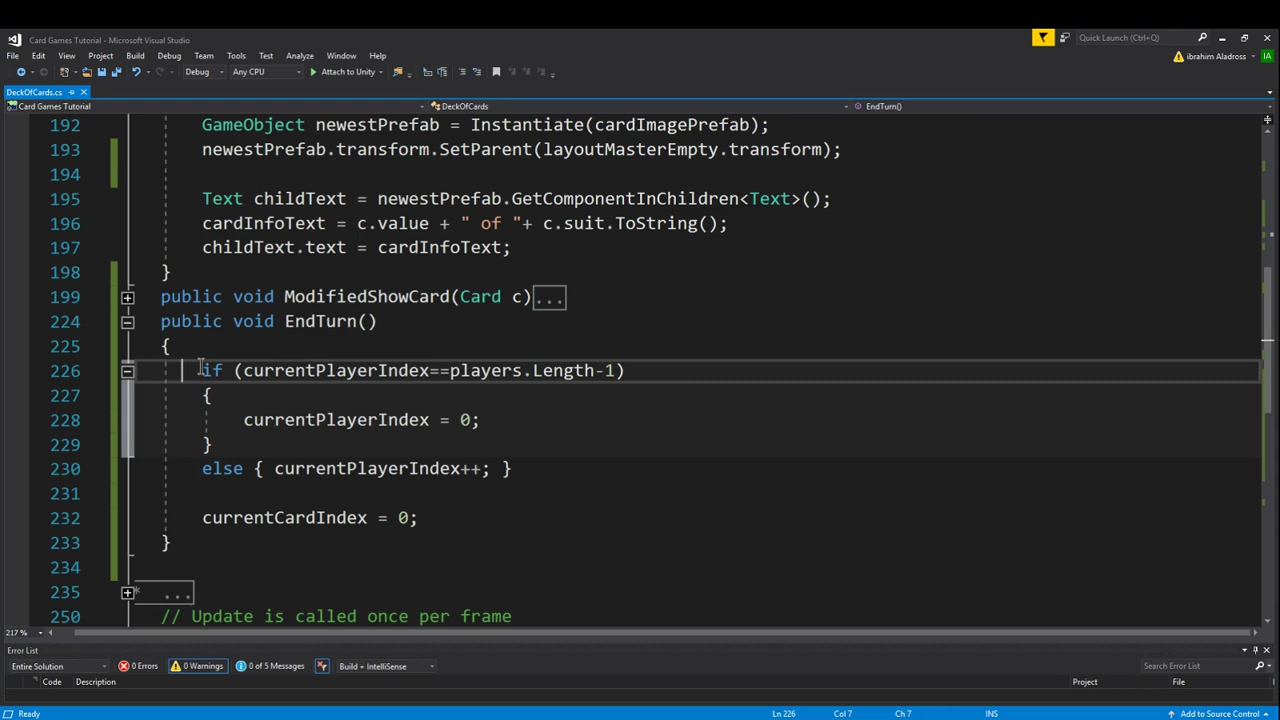 Card Games Tutorial - Microsoft Visual Studio
Quick Launch (Ctrl+Q)
File Edit View Project Build Debug Team Tools Test Analyze Window Help
ibrahim Aladross
IA
Debug Any CPU Attach to Unity
DeckOfCards.cs
Card Games Tutorial DeckOfCards EndTurn()
192 GameObject newestPrefab = Instantiate(cardImagePrefab);
193 newestPrefab.transform.SetParent(layoutMasterEmpty.transform);
194
195 Text childText = newestPrefab.GetComponentInChildren<Text>();
196 cardInfoText = c.value + " of "+ c.suit.ToString();
197 childText.text = cardInfoText;
198 }
199 public void ModifiedShowCard(Card c)...
224 public void EndTurn()
225 {
226 if (currentPlayerIndex==players.Length-1)
227 {
228 currentPlayerIndex = 0;
229 }
230 else { currentPlayerIndex++; }
231
232 currentCardIndex = 0;
233 }
234
235 * ...
250 // Update is called once per frame
217 %
Error List
Entire Solution 0 Errors 0 Warnings 0 of 5 Messages Build + IntelliSense Search Error List
Code Description Project File
Ready Ln 226 Col 7 Ch 7 INS Add to Source Control